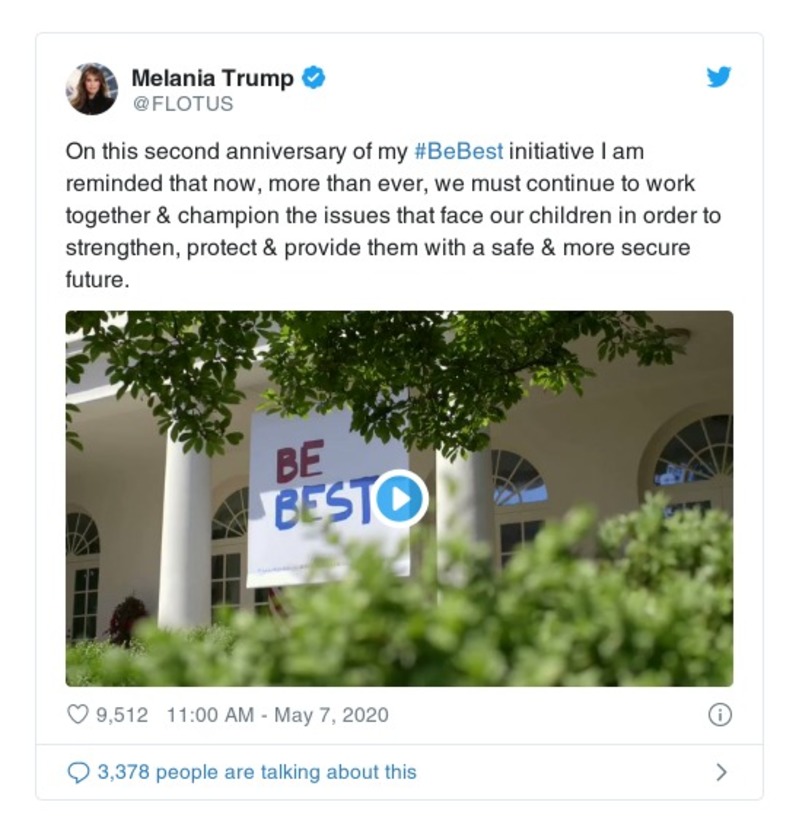 Melania Trump
@FLOTUS
On this second anniversary of my #BeBest initiative I am
reminded that now, more than ever, we must continue to work
together & champion the issues that face our children in order to
strengthen, protect & provide them with a safe & more secure
future.
BE
BEST
9,512 11:00 AM - May 7, 2020
3,378 people are talking about this